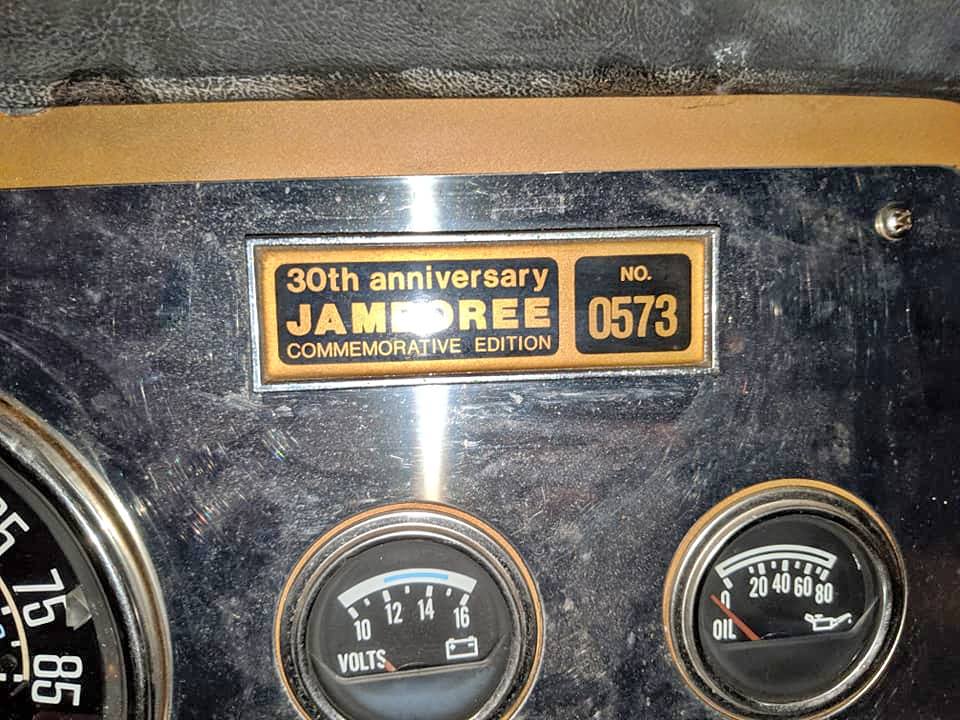 30th anniversary
JAMBOREE
COMMEMORATIVE EDITION
NO.
0573
10 12 14 16
VOLTS
0 20 40 60 80
OIL
75
85